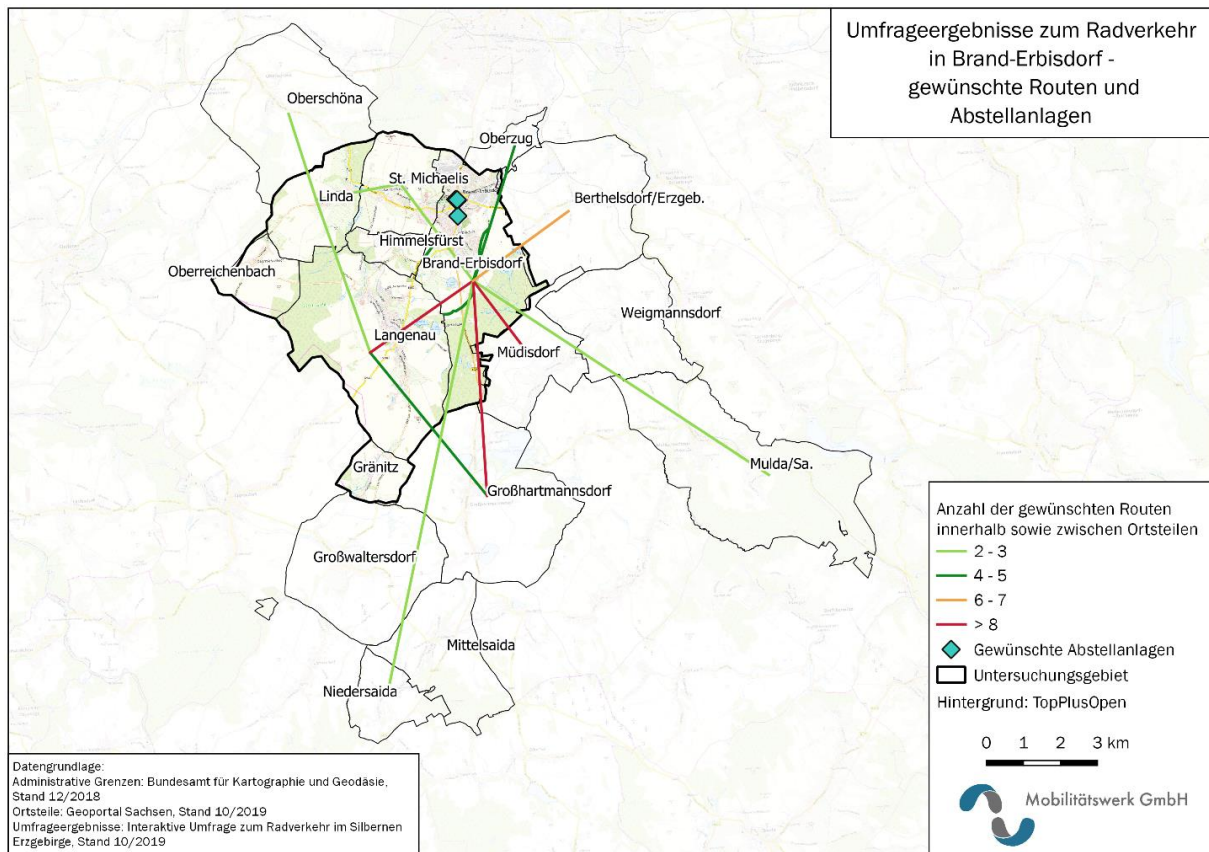 Umfrageergebnisse zum Radverkehr
in Brand-Erbisdorf -
gewünschte Routen und
Abstellanlagen
Oberschöna
Oberzug
St. Michaelis
Linda
Berthelsdorf/Erzgeb.
Himmelsfürst
Brand-Erbisdorf
Oberreichenbach
Weigmannsdorf
Langenau
Müdisdorf
Gränitz
Mulda/Sa.
Großhartmannsdorf
Großwaltersdorf
Mittelsaida
Niedersaida
Anzahl der gewünschten Routen
innerhalb sowie zwischen Ortsteilen
2 - 3
4 - 5
6 - 7
> 8
Gewünschte Abstellanlagen
Untersuchungsgebiet
Hintergrund: TopPlusOpen
0 1 2 3 km
Mobilitätswerk GmbH
Datengrundlage:
Administrative Grenzen: Bundesamt für Kartographie und Geodäsie,
Stand 12/2018
Ortsteile: Geoportal Sachsen, Stand 10/2019
Umfrageergebnisse: Interaktive Umfrage zum Radverkehr im Silbernen
Erzgebirge, Stand 10/2019